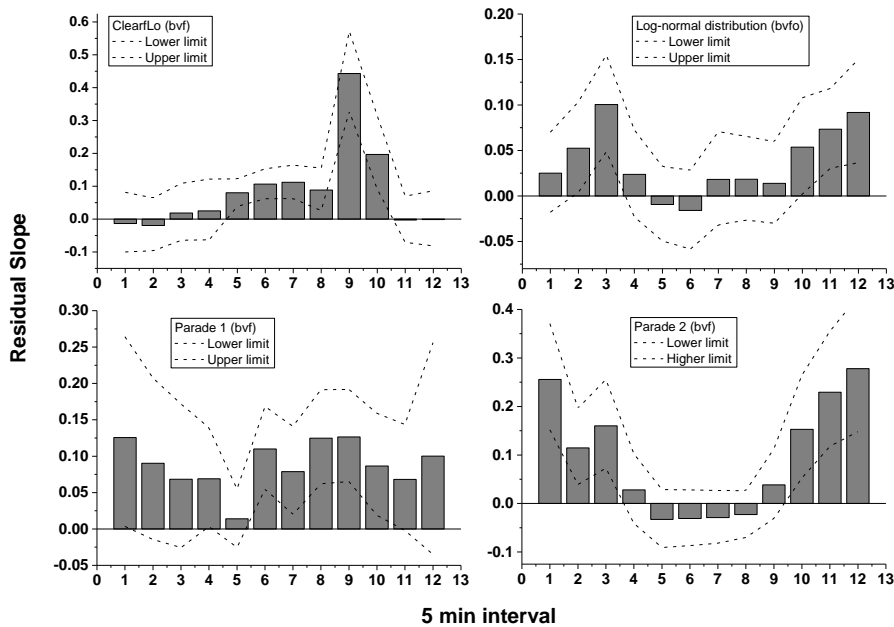 ClearfLo (bvf)
Lower limit
Upper limit
0.6
0.5
0.4
0.3
0.2
0.1
0.0
-0.1
0 1 2 3 4 5 6 7 8 9 10 11 12 13
Log-normal distribution (bvfo)
Lower limit
Upper limit
0.20
0.15
0.10
0.05
0.00
-0.05
0 1 2 3 4 5 6 7 8 9 10 11 12 13
Residual Slope
Parade 1 (bvf)
Lower limit
Upper limit
0.30
0.25
0.20
0.15
0.10
0.05
0.00
-0.05
0 1 2 3 4 5 6 7 8 9 10 11 12 13
Parade 2 (bvf)
Lower limit
Higher limit
0.4
0.3
0.2
0.1
0.0
-0.1
0 1 2 3 4 5 6 7 8 9 10 11 12 13
5 min interval